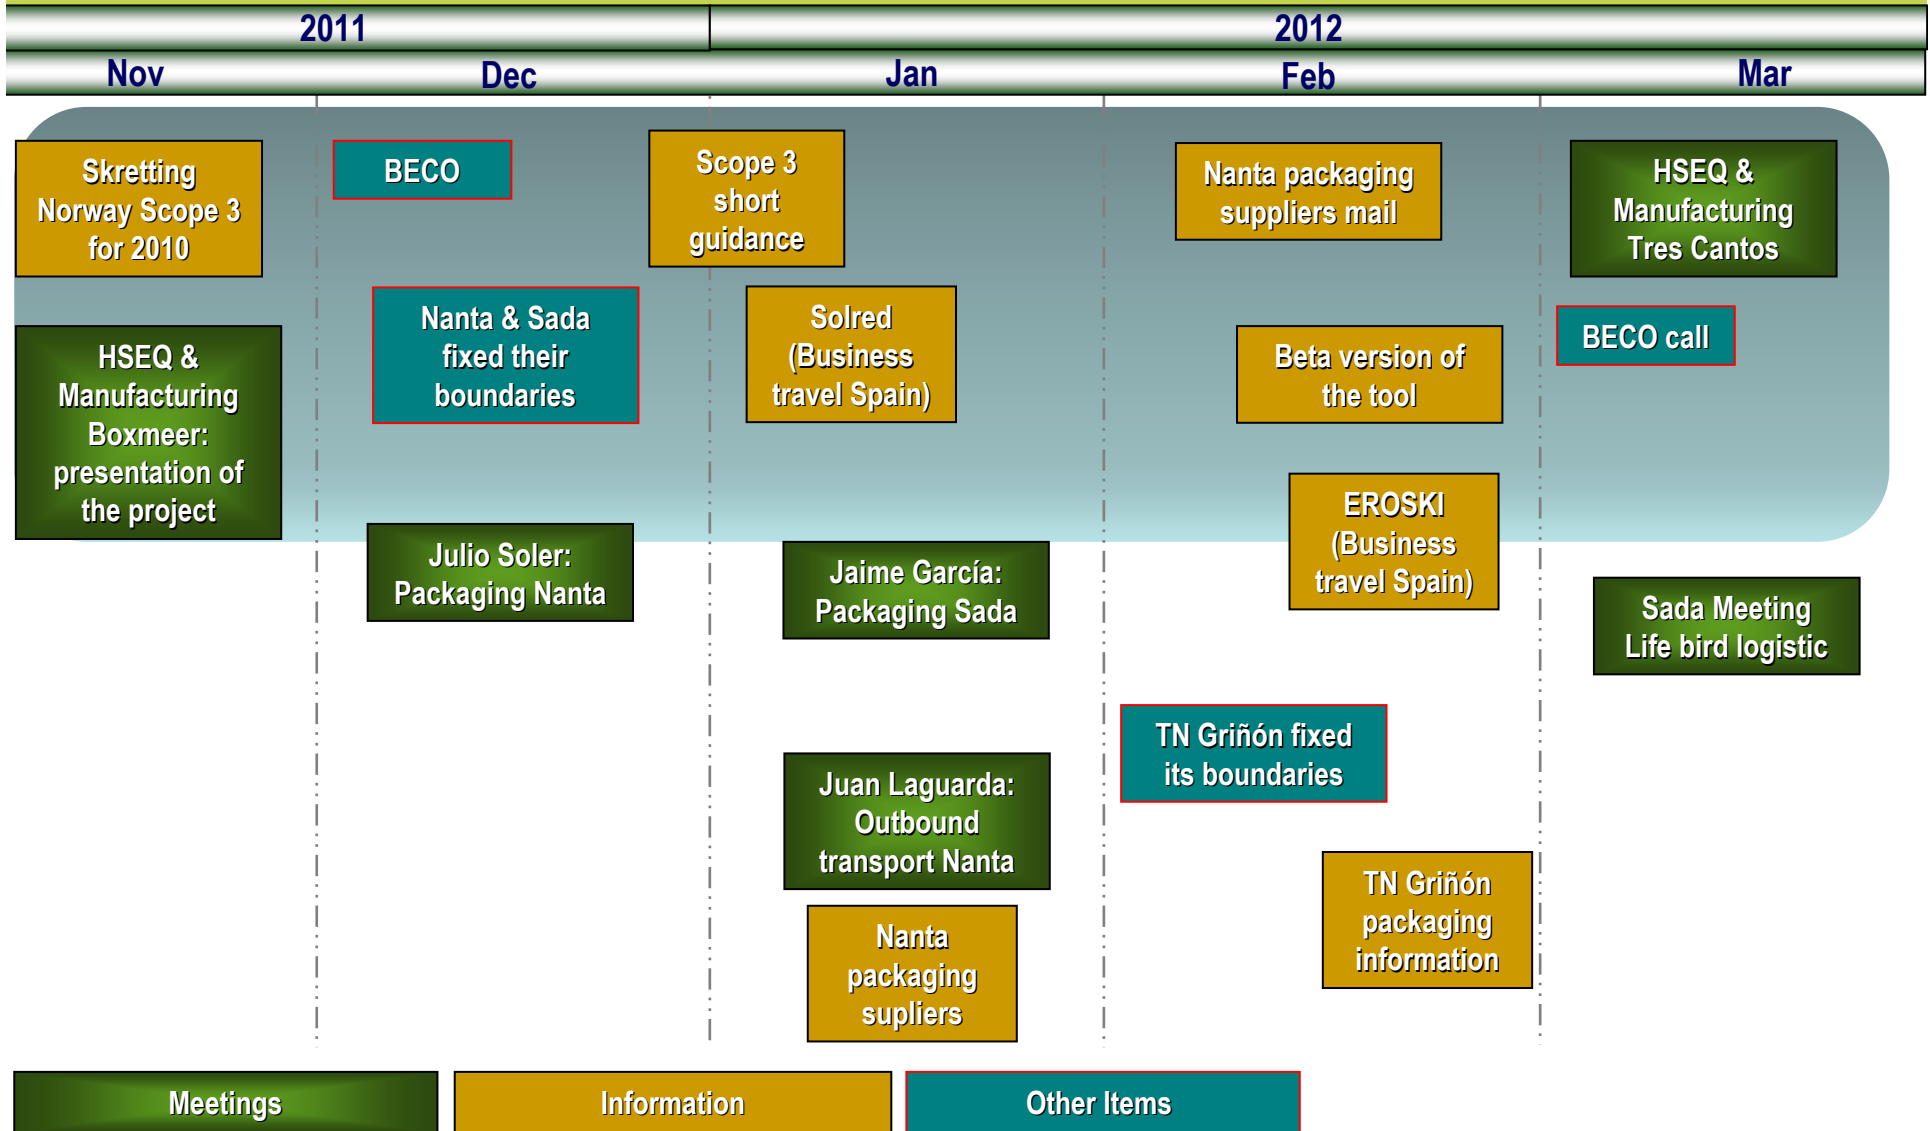 2011
2012
Nov
Dec
Jan
Feb
Mar
Skretting
Norway Scope 3
for 2010
HSEQ &
Manufacturing
Boxmeer:
presentation of
the project
BECO
Nanta & Sada
fixed their
boundaries
Julio Soler:
Packaging Nanta
Scope 3
short
guidance
Solred
(Business
travel Spain)
Jaime García:
Packaging Sada
Juan Laguarda:
Outbound
transport Nanta
Nanta
packaging
supliers
Nanta packaging
suppliers mail
Beta version of
the tool
EROSKI
(Business
travel Spain)
TN Griñón fixed
its boundaries
TN Griñón
packaging
information
HSEQ &
Manufacturing
Tres Cantos
BECO call
Sada Meeting
Life bird logistic
Meetings
Information
Other Items